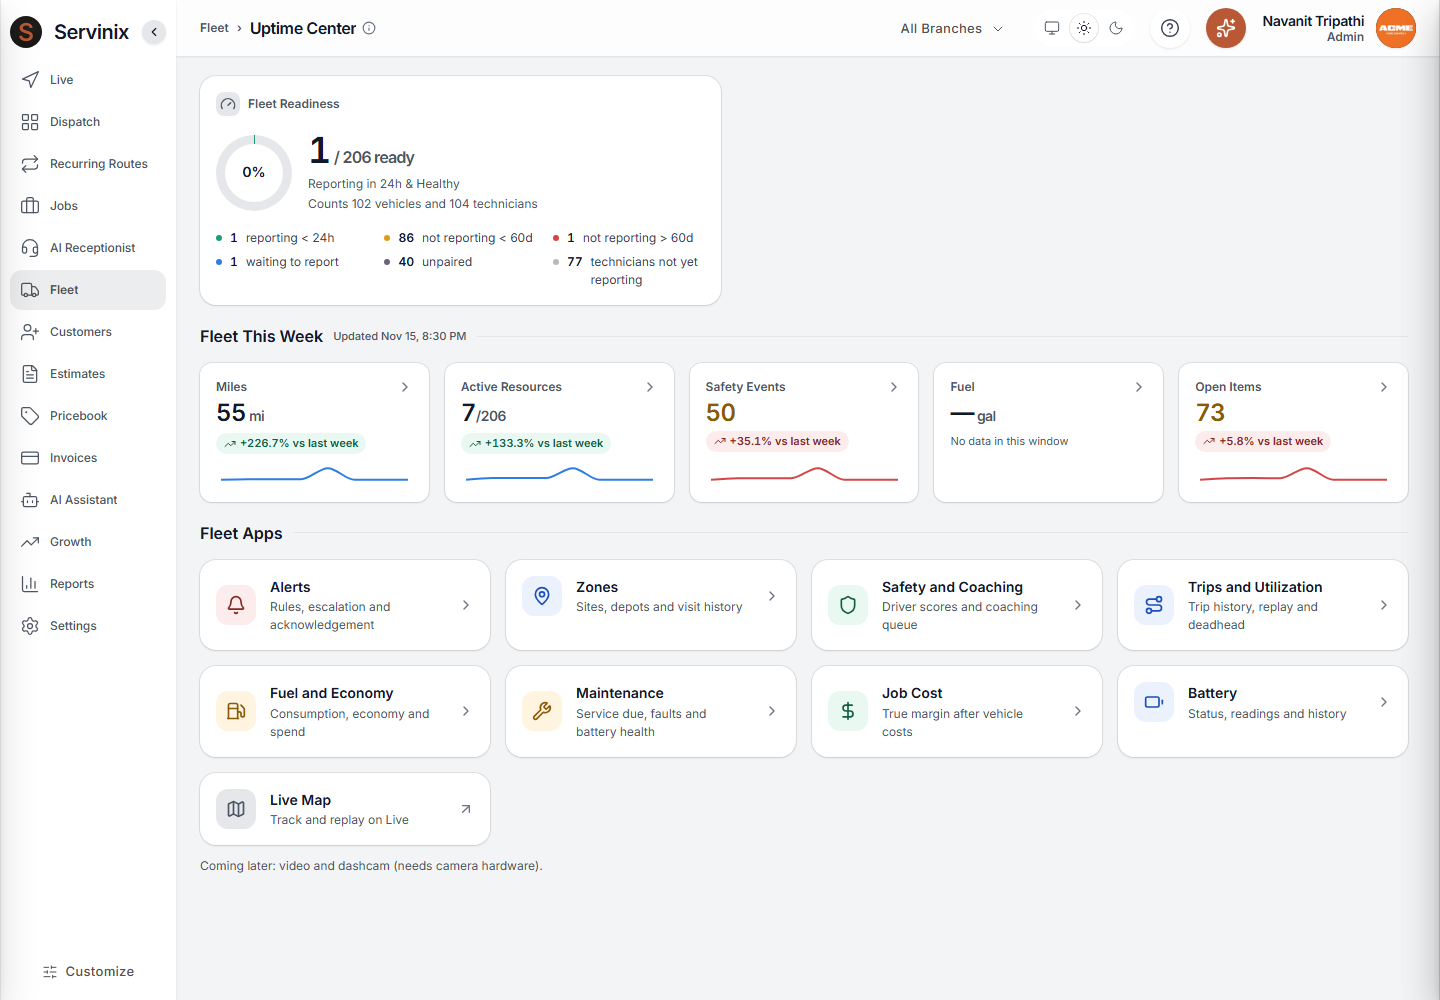 S Servinix
Fleet › Uptime Center
All Branches
Navanit Tripathi
Admin
ACME
Live
Dispatch
Recurring Routes
Jobs
AI Receptionist
Fleet
Customers
Estimates
Pricebook
Invoices
AI Assistant
Growth
Reports
Settings
Customize
Fleet Readiness
0%
1 / 206 ready
Reporting in 24h & Healthy
Counts 102 vehicles and 104 technicians
1 reporting < 24h
86 not reporting < 60d
1 not reporting > 60d
1 waiting to report
40 unpaired
77 technicians not yet
reporting
Fleet This Week Updated Nov 15, 8:30 PM
Miles
55 mi
+226.7% vs last week
Active Resources
7/206
+133.3% vs last week
Safety Events
50
+35.1% vs last week
Fuel
— gal
No data in this window
Open Items
73
+5.8% vs last week
Fleet Apps
Alerts
Rules, escalation and
acknowledgement
Zones
Sites, depots and visit history
Safety and Coaching
Driver scores and coaching
queue
Trips and Utilization
Trip history, replay and
deadhead
Fuel and Economy
Consumption, economy and
spend
Maintenance
Service due, faults and
battery health
Job Cost
True margin after vehicle
costs
Battery
Status, readings and history
Live Map
Track and replay on Live
Coming later: video and dashcam (needs camera hardware).